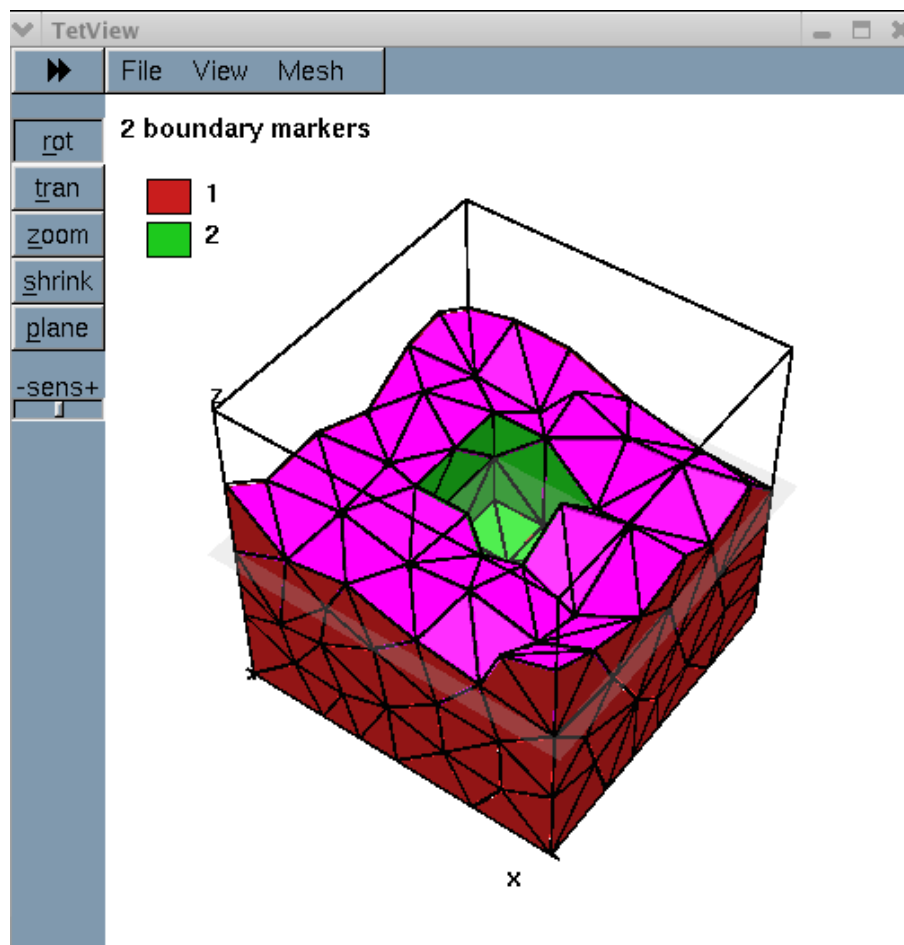 TetView
File View Mesh
rot
tran
zoom
shrink
plane
-sens+
2 boundary markers
1
2
z
x